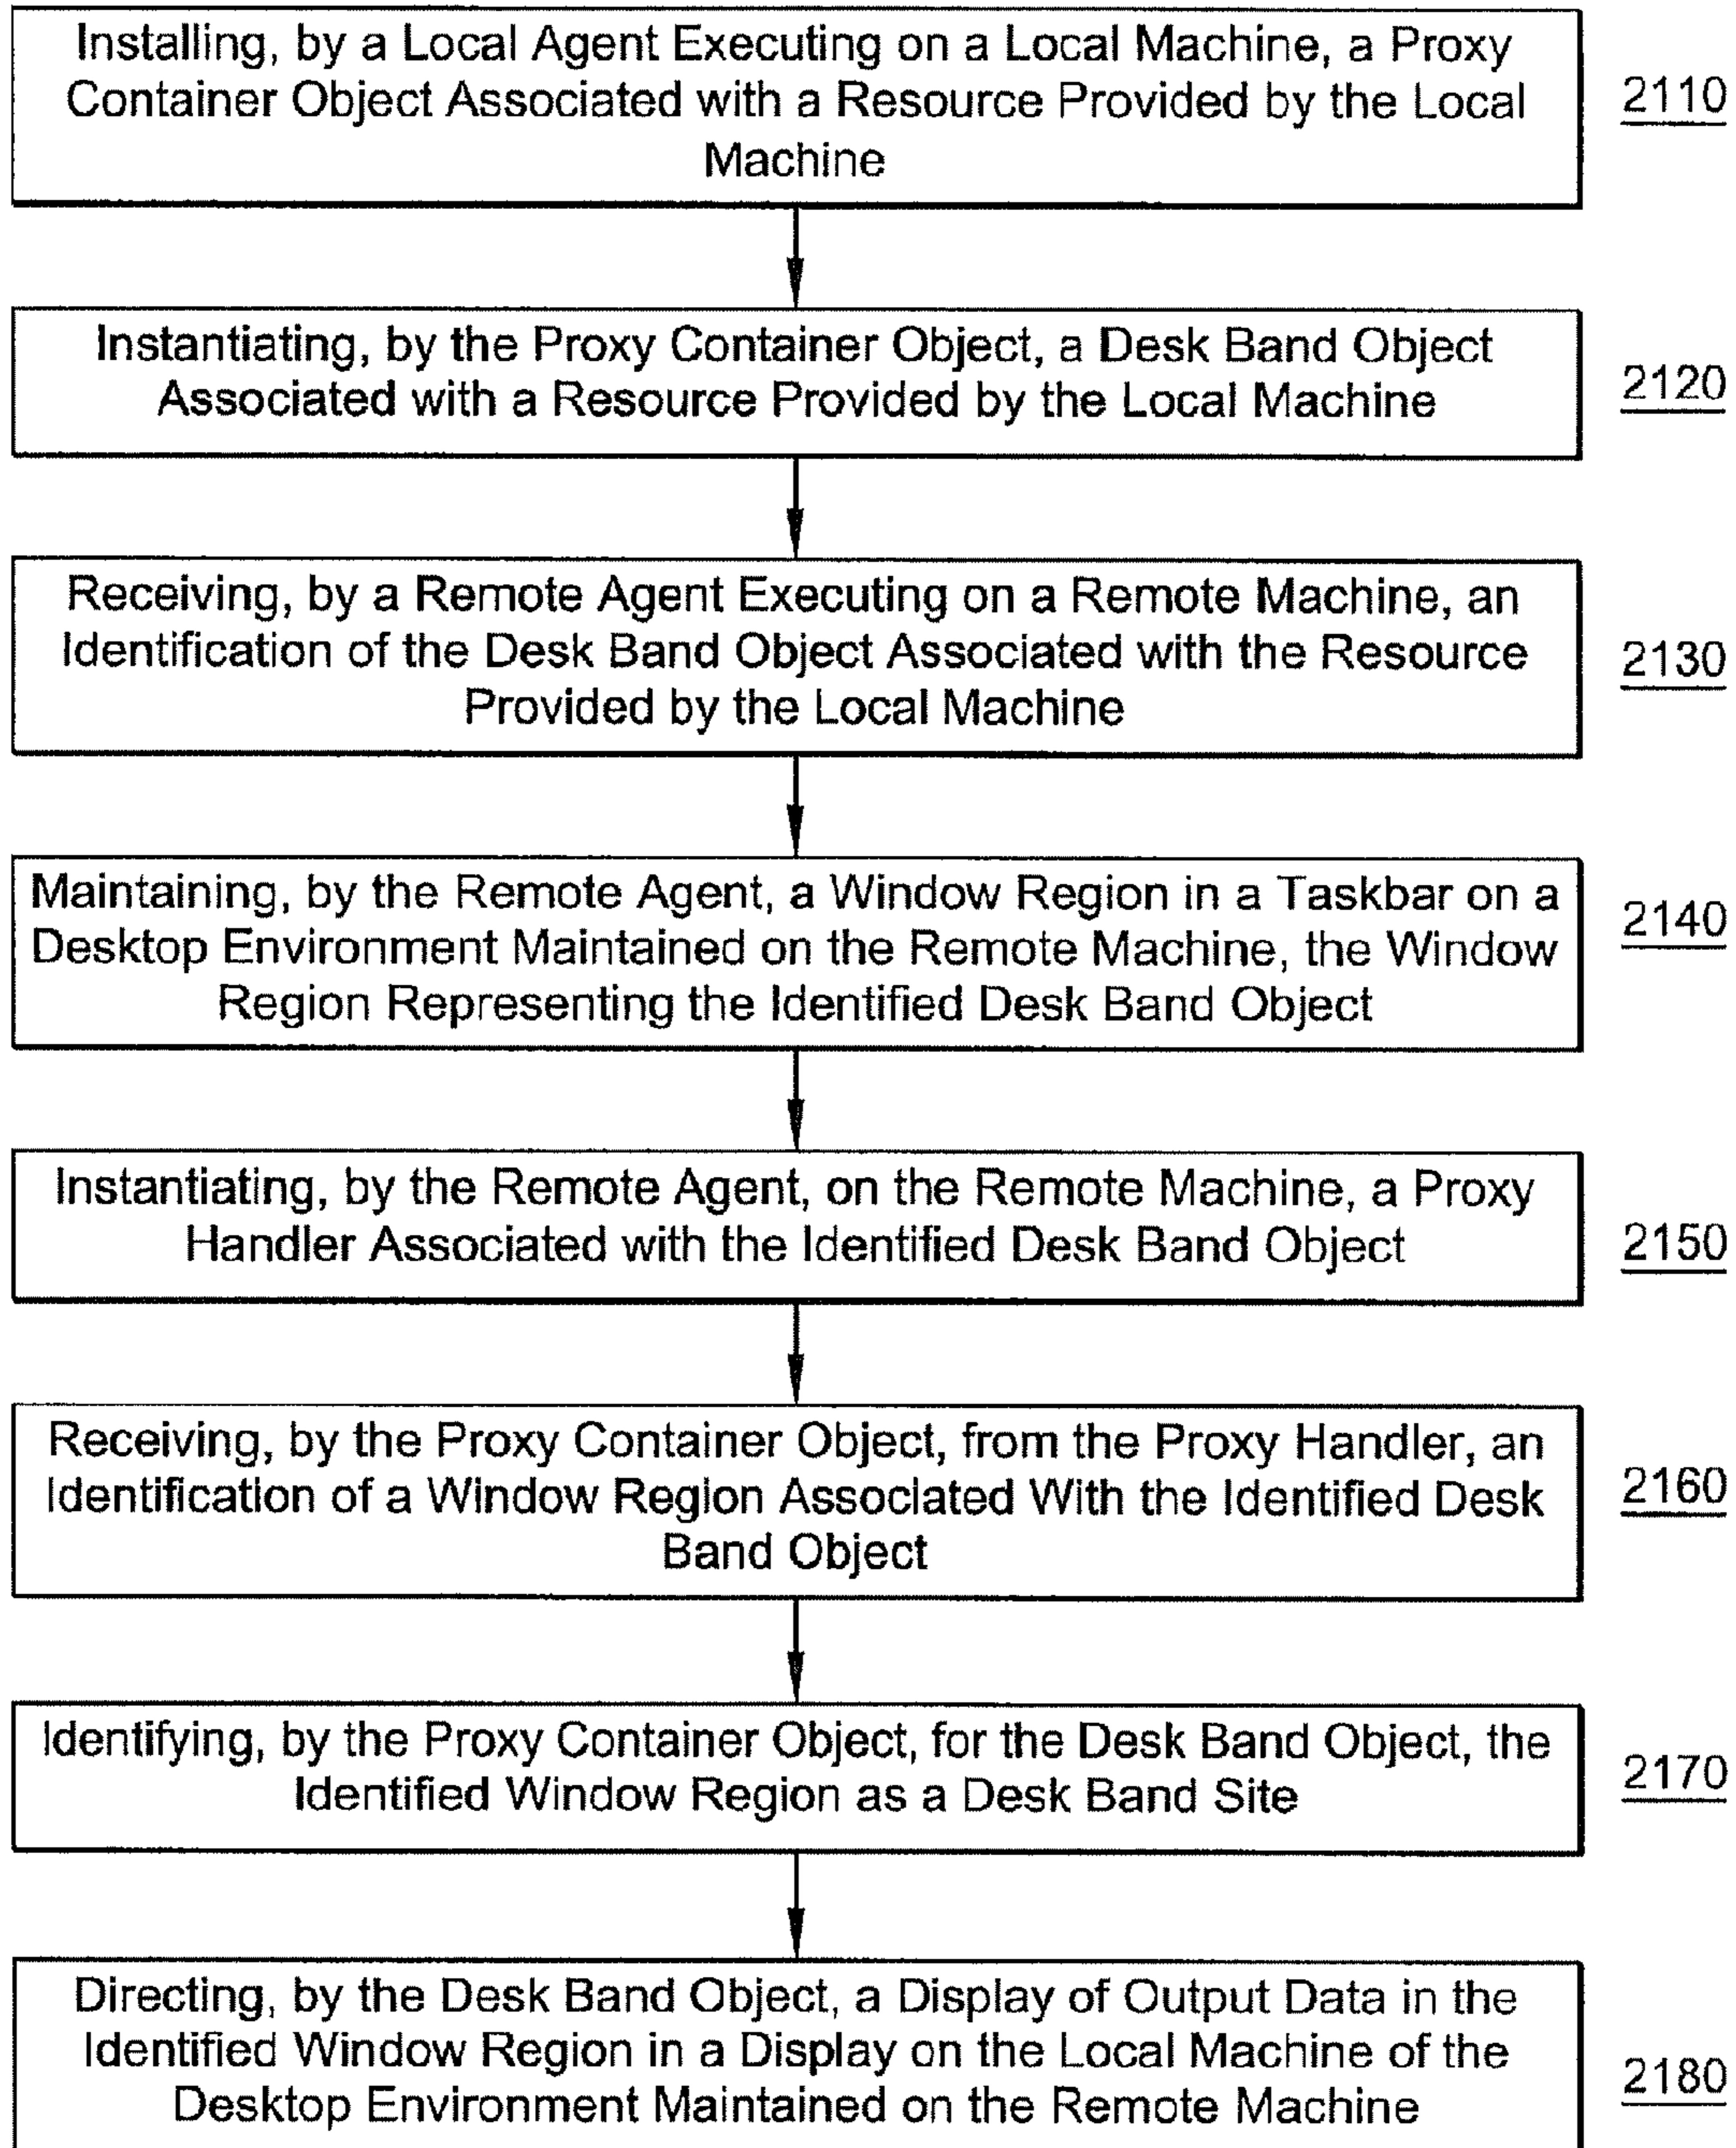 Installing, by a Local Agent Executing on a Local Machine, a Proxy
Container Object Associated with a Resource Provided by the Local
Machine
2110
Instantiating, by the Proxy Container Object, a Desk Band Object
Associated with a Resource Provided by the Local Machine
2120
Receiving, by a Remote Agent Executing on a Remote Machine, an
Identification of the Desk Band Object Associated with the Resource
Provided by the Local Machine
2130
Maintaining, by the Remote Agent, a Window Region in a Taskbar on a
Desktop Environment Maintained on the Remote Machine, the Window
Region Representing the Identified Desk Band Object
2140
Instantiating, by the Remote Agent, on the Remote Machine, a Proxy
Handler Associated with the Identified Desk Band Object
2150
Receiving, by the Proxy Container Object, from the Proxy Handler, an
Identification of a Window Region Associated With the Identified Desk
Band Object
2160
Identifying, by the Proxy Container Object, for the Desk Band Object, the
Identified Window Region as a Desk Band Site
2170
Directing, by the Desk Band Object, a Display of Output Data in the
Identified Window Region in a Display on the Local Machine of the
Desktop Environment Maintained on the Remote Machine
2180